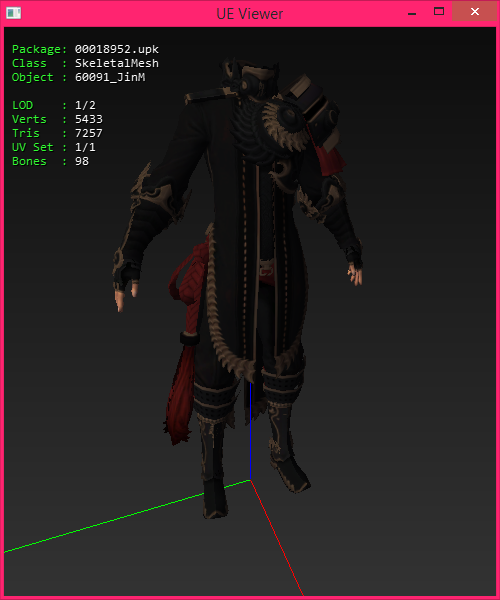 UE Viewer
Package: 00018952.upk
Class  : SkeletalMesh
Object : 60091_JinM
LOD    : 1/2
Verts  : 5433
Tris   : 7257
UV Set : 1/1
Bones  : 98